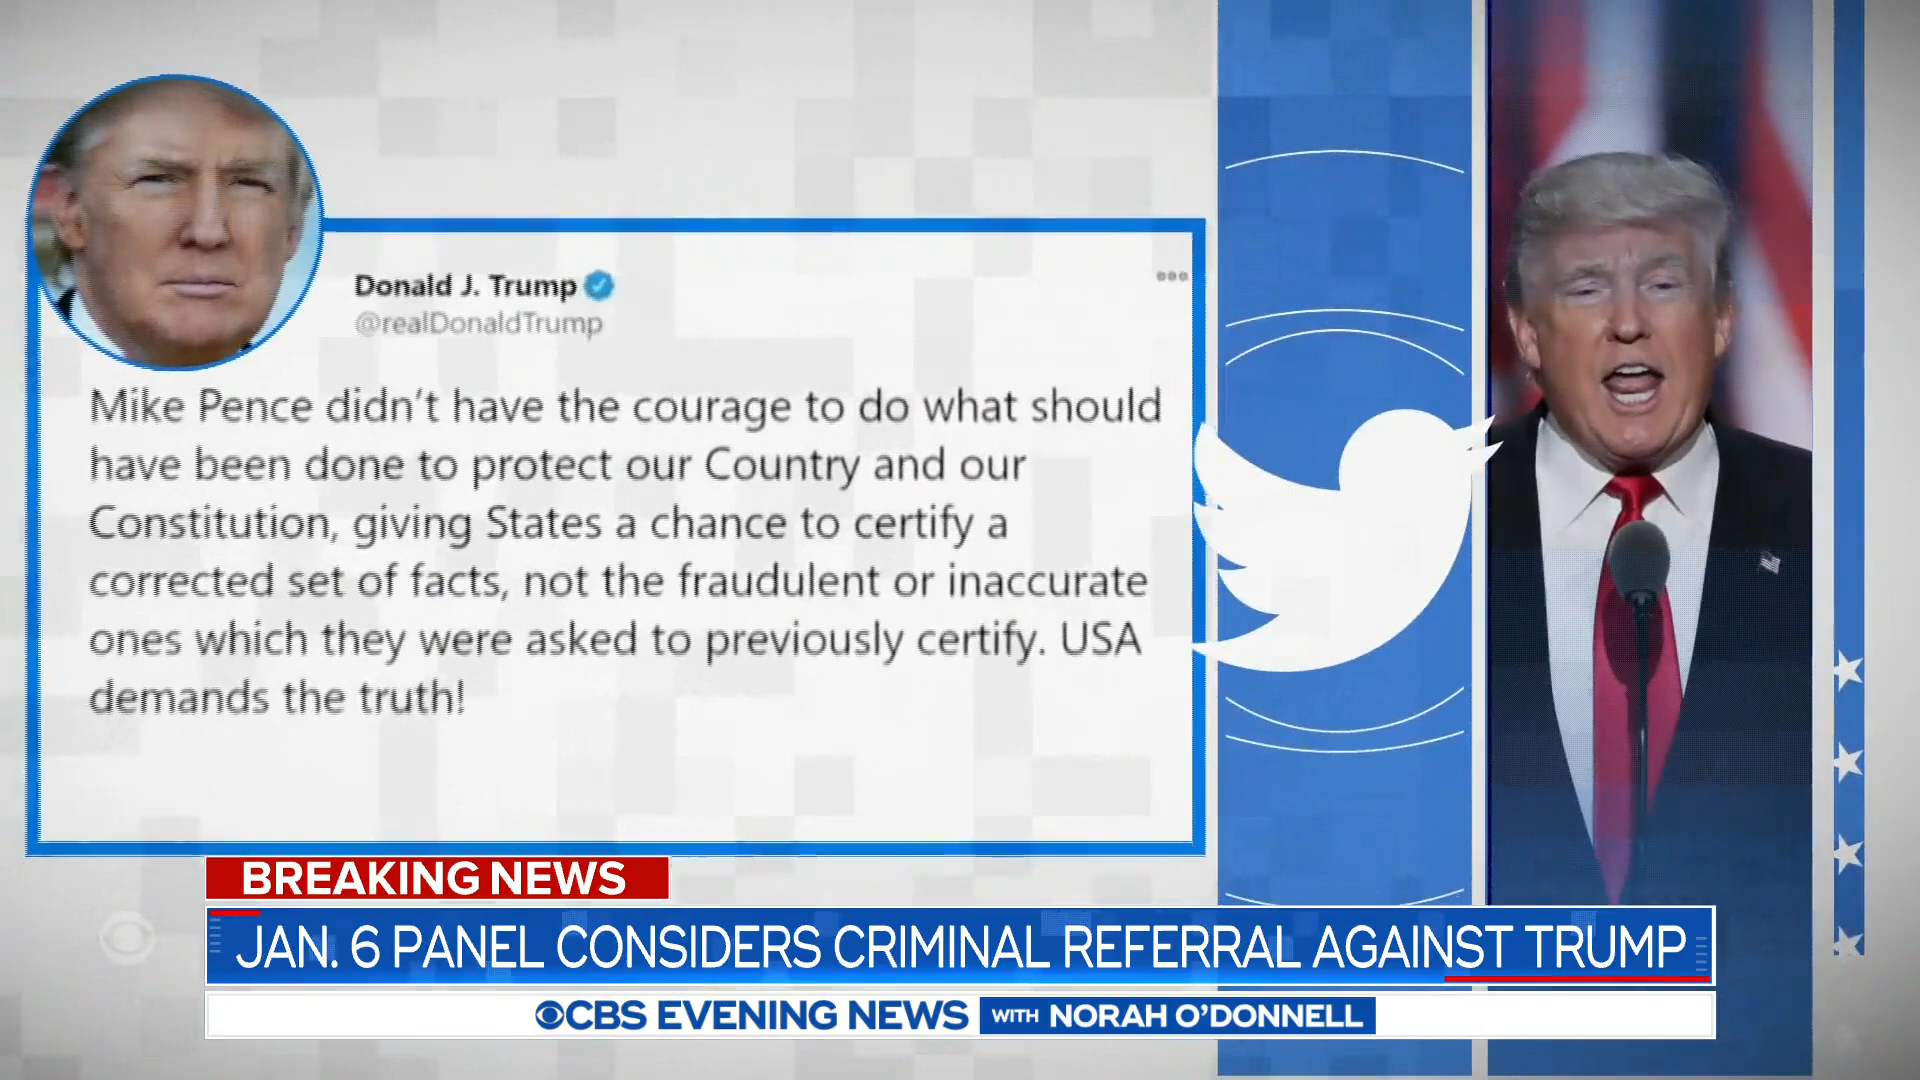 Donald J. Trump
@realDonaldTrump
Mike Pence didn’t have the courage to do what should
have been done to protect our Country and our
Constitution, giving States a chance to certify a
corrected set of facts, not the fraudulent or inaccurate
ones which they were asked to previously certify. USA
demands the truth!
BREAKING NEWS
JAN. 6 PANEL CONSIDERS CRIMINAL REFERRAL AGAINST TRUMP
CBS EVENING NEWS WITH NORAH O’DONNELL